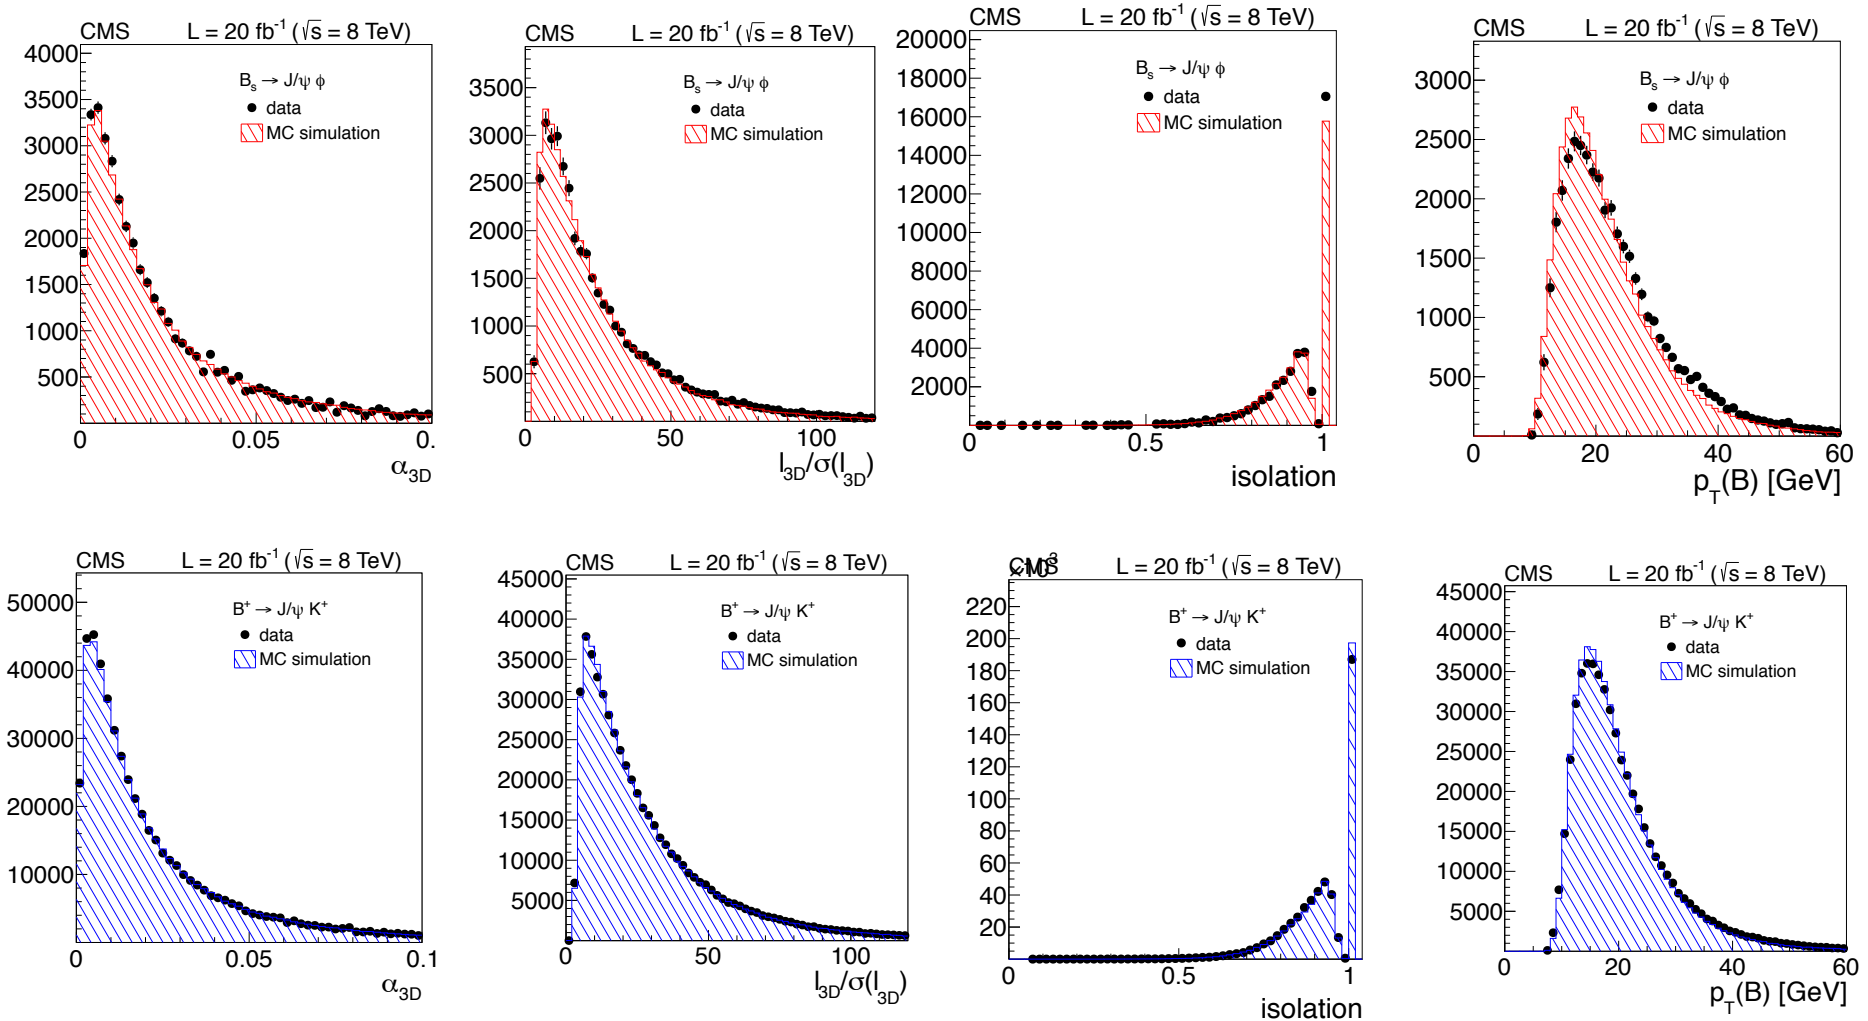 CMS L = 20 fb⁻¹ (√s = 8 TeV)
4000
3500
3000
2500
2000
1500
1000
500
Bₛ → J/ψ φ
data
MC simulation
0 0.05 0.
α3D
CMS L = 20 fb⁻¹ (√s = 8 TeV)
3500
3000
2500
2000
1500
1000
500
Bₛ → J/ψ φ
data
MC simulation
0 50 100
l3D/σ(l3D)
CMS L = 20 fb⁻¹ (√s = 8 TeV)
20000
18000
16000
14000
12000
10000
8000
6000
4000
2000
0
Bₛ → J/ψ φ
data
MC simulation
0 0.5 1
isolation
CMS L = 20 fb⁻¹ (√s = 8 TeV)
3000
2500
2000
1500
1000
500
Bₛ → J/ψ φ
data
MC simulation
0 20 40 60
pT(B) [GeV]
CMS L = 20 fb⁻¹ (√s = 8 TeV)
50000
40000
30000
20000
10000
B⁺ → J/ψ K⁺
data
MC simulation
0 0.05 0.1
α3D
CMS L = 20 fb⁻¹ (√s = 8 TeV)
45000
40000
35000
30000
25000
20000
15000
10000
5000
0
B⁺ → J/ψ K⁺
data
MC simulation
0 50 100
l3D/σ(l3D)
CMS ×10³ L = 20 fb⁻¹ (√s = 8 TeV)
220
200
180
160
140
120
100
80
60
40
20
0
B⁺ → J/ψ K⁺
data
MC simulation
0 0.5 1
isolation
CMS L = 20 fb⁻¹ (√s = 8 TeV)
45000
40000
35000
30000
25000
20000
15000
10000
5000
B⁺ → J/ψ K⁺
data
MC simulation
0 20 40 60
pT(B) [GeV]